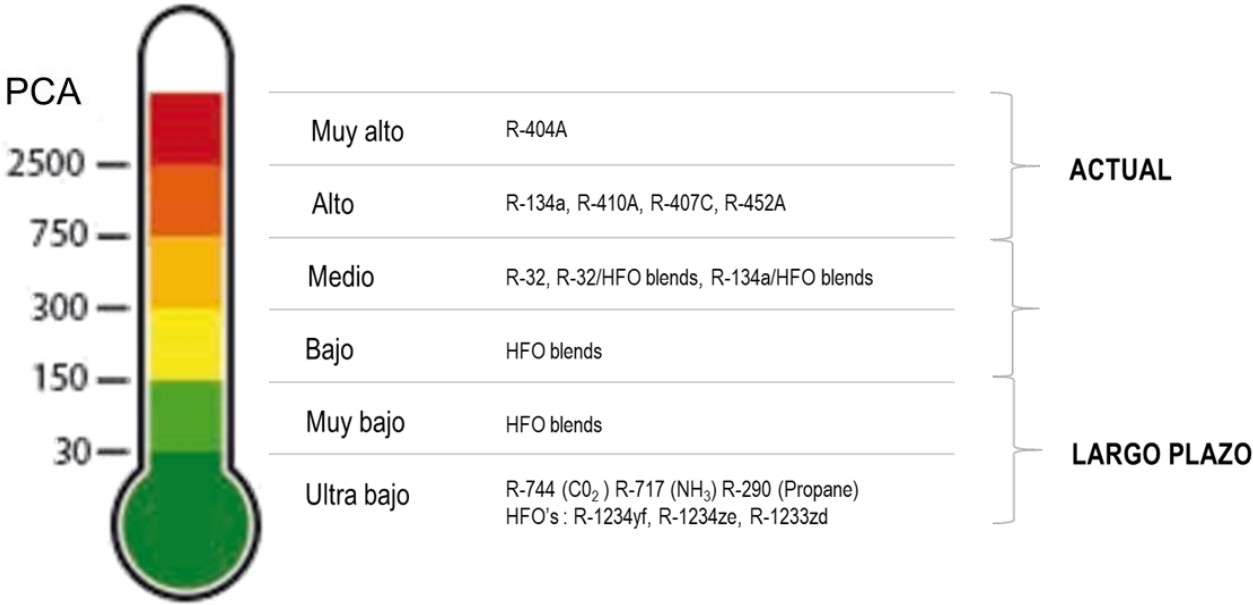 PCA
Muy alto R-404A
2500
ACTUAL
Alto R-134a, R-410A, R-407C, R-452A
750
Medio R-32, R-32/HFO blends, R-134a/HFO blends
300
Bajo HFO blends
150
Muy bajo HFO blends
30
LARGO PLAZO
Ultra bajo R-744 (C0₂ ) R-717 (NH₃) R-290 (Propane)
HFO's : R-1234yf, R-1234ze, R-1233zd